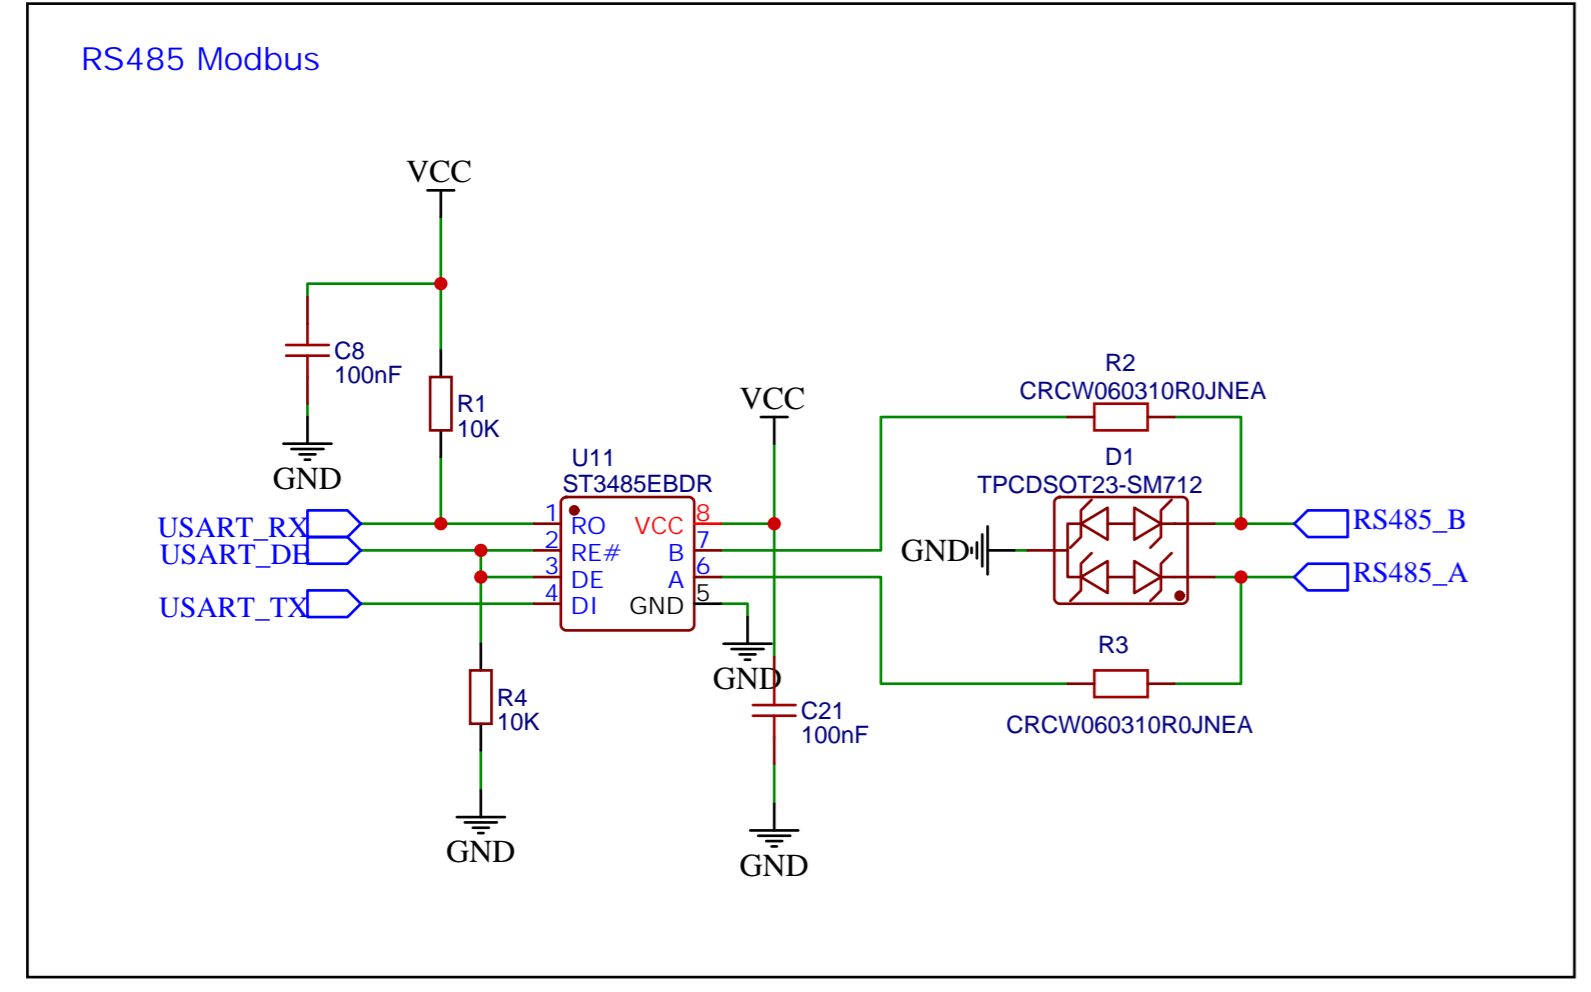 RS485 Modbus
VCC
C8
100nF
R1
10K
GND
VCC
R2
CRCW060310R0JNEA
U11
ST3485EBDR
D1
TPCDSOT23-SM712
USART_RX
1
RO
VCC
8
RS485_B
USART_DE
2
RE#
B
7
GND
3
DE
A
6
RS485_A
USART_TX
4
DI
GND
5
GND
R3
CRCW060310R0JNEA
R4
10K
C21
100nF
GND
GND